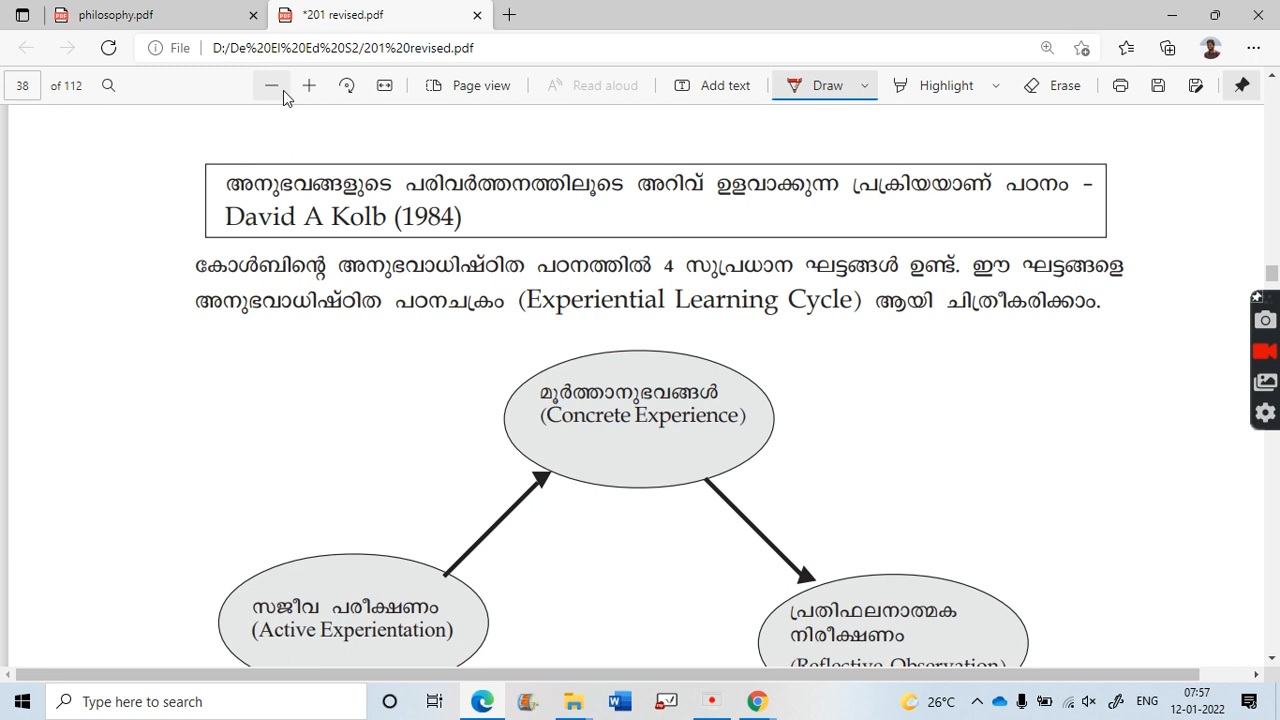 philosophy.pdf
*201 revised.pdf
File
D:/De%20El%20Ed%20S2/201%20revised.pdf
38
of 112
Page view
Read aloud
Add text
Draw
Highlight
Erase
അനുഭവങ്ങളുടെ പരിവർത്തനത്തിലൂടെ അറിവ് ഉളവാക്കുന്ന പ്രക്രിയയാണ് പഠനം –
David A Kolb (1984)
കോൾബിന്റെ അനുഭവാധിഷ്ഠിത പഠനത്തിൽ 4 സുപ്രധാന ഘട്ടങ്ങൾ ഉണ്ട്. ഈ ഘട്ടങ്ങളെ
അനുഭവാധിഷ്ഠിത പഠനചക്രം (Experiential Learning Cycle) ആയി ചിത്രീകരിക്കാം.
മൂർത്താനുഭവങ്ങൾ
(Concrete Experience)
സജീവ പരീക്ഷണം
(Active Experientation)
പ്രതിഫലനാത്മക
നിരീക്ഷണം
(Reflective Observation)
Type here to search
26°C
ENG
07:57
12-01-2022